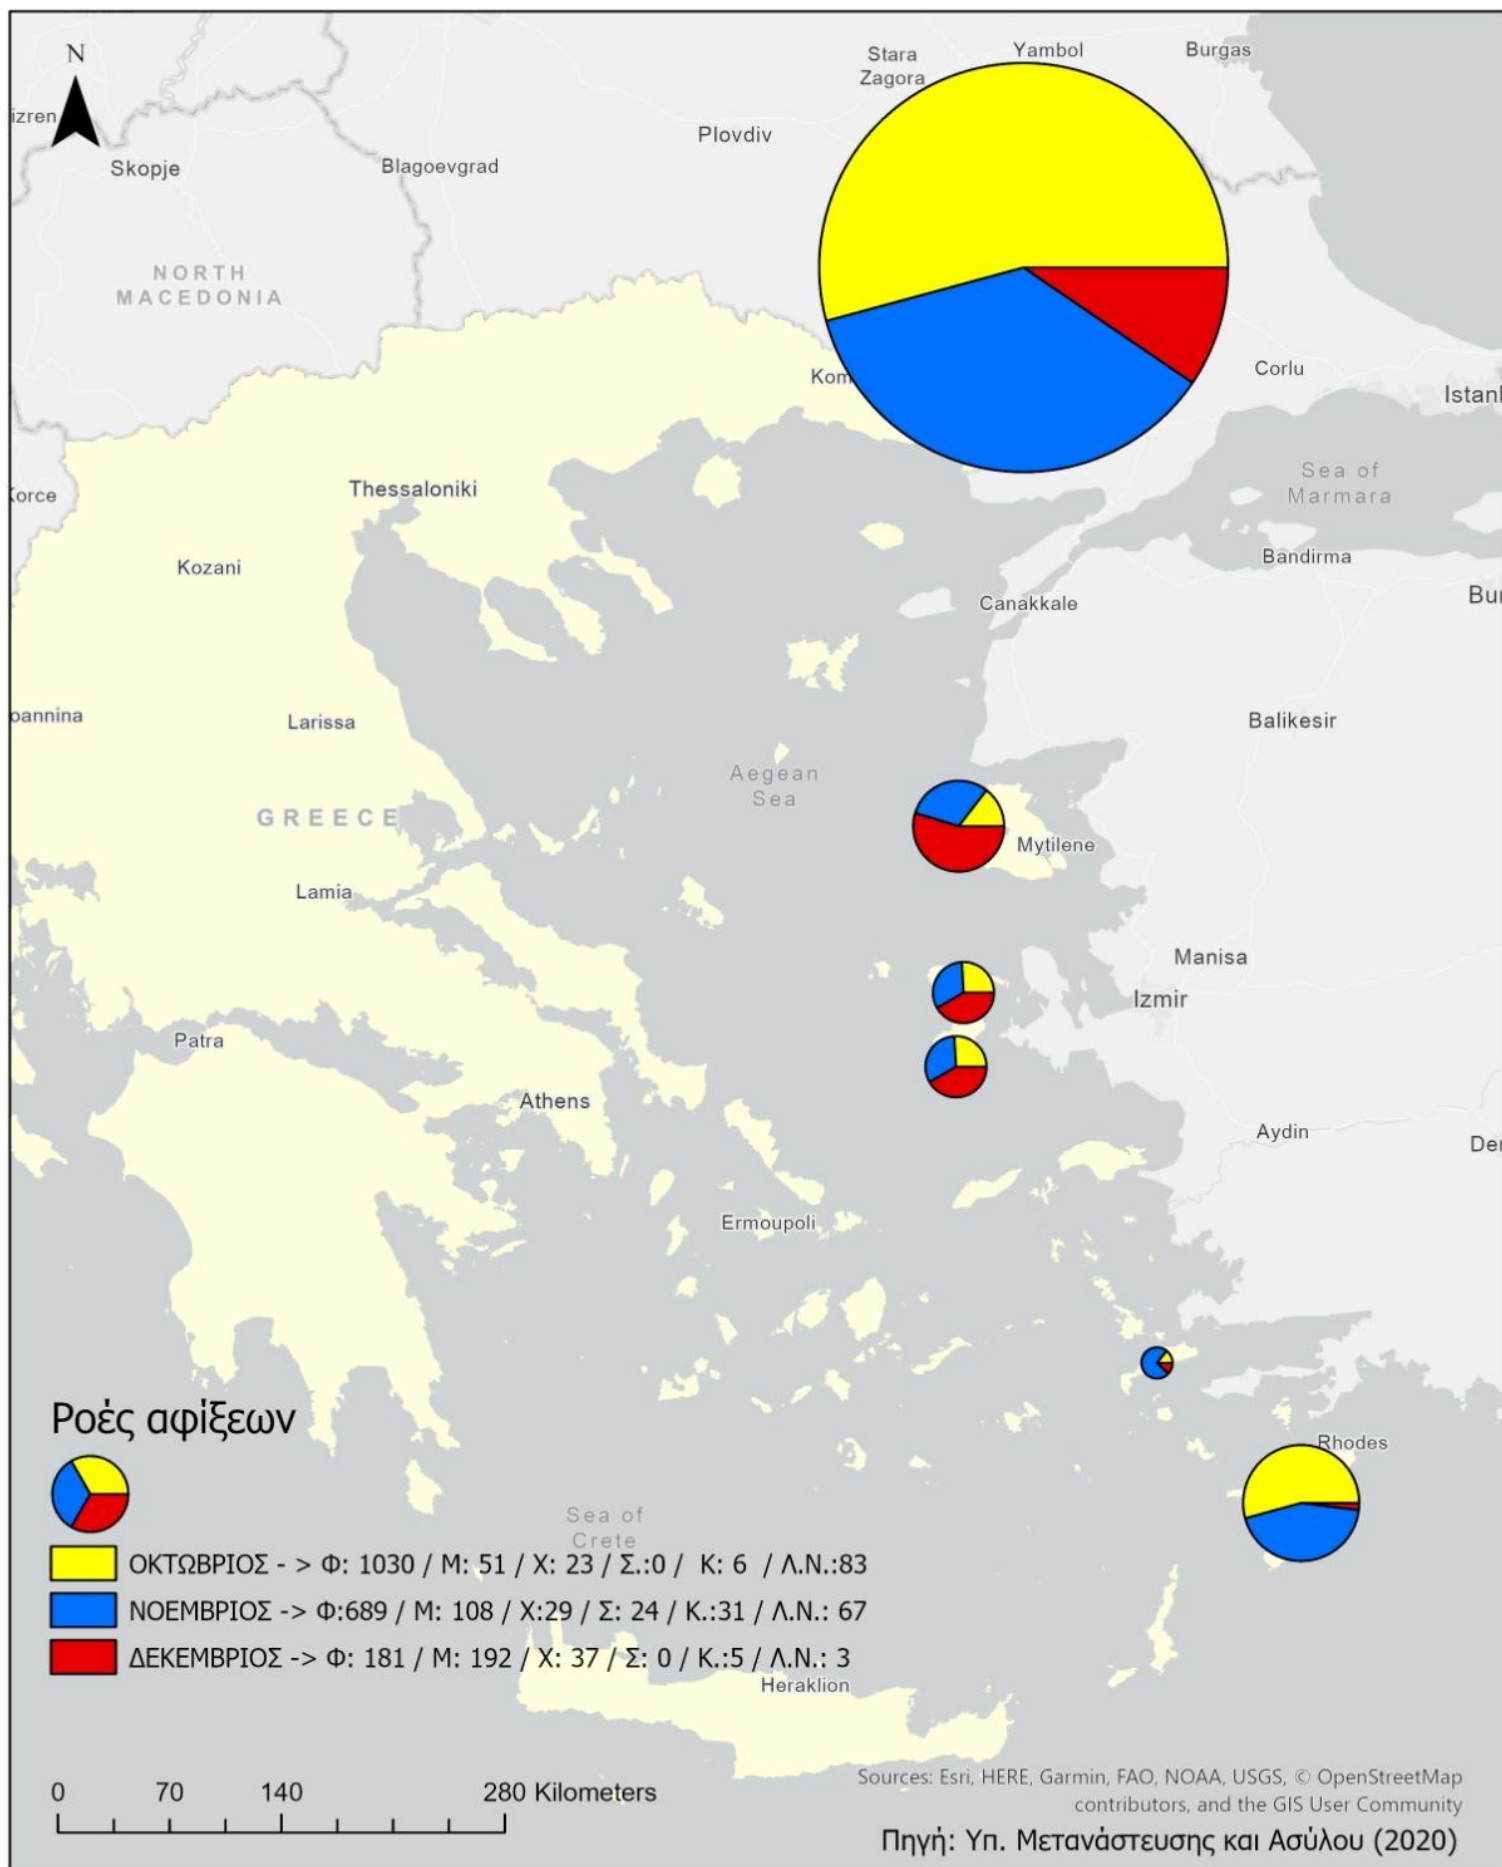 N
Stara
Zagora
Yambol
Burgas
izren
Plovdiv
Skopje
Blagoevgrad
NORTH
MACEDONIA
Kom
Corlu
Istanl
Sea of
Marmara
Korce
Thessaloniki
Kozani
Bandirma
Canakkale
Bur
oannina
Larissa
Balikesir
Aegean
Sea
GREECE
Mytilene
Lamia
Manisa
Izmir
Patra
Athens
Aydin
Der
Ermoupoli
Ροές αφίξεων
Rhodes
Sea of
Crete
ΟΚΤΩΒΡΙΟΣ - > Φ: 1030 / Μ: 51 / Χ: 23 / Σ.:0 / Κ: 6 / Λ.Ν.:83
ΝΟΕΜΒΡΙΟΣ -> Φ:689 / Μ: 108 / Χ:29 / Σ: 24 / Κ.:31 / Λ.Ν.: 67
ΔΕΚΕΜΒΡΙΟΣ -> Φ: 181 / Μ: 192 / Χ: 37 / Σ: 0 / Κ.:5 / Λ.Ν.: 3
Heraklion
0 70 140 280 Kilometers
Sources: Esri, HERE, Garmin, FAO, NOAA, USGS, © OpenStreetMap
contributors, and the GIS User Community
Πηγή: Υπ. Μετανάστευσης και Ασύλου (2020)